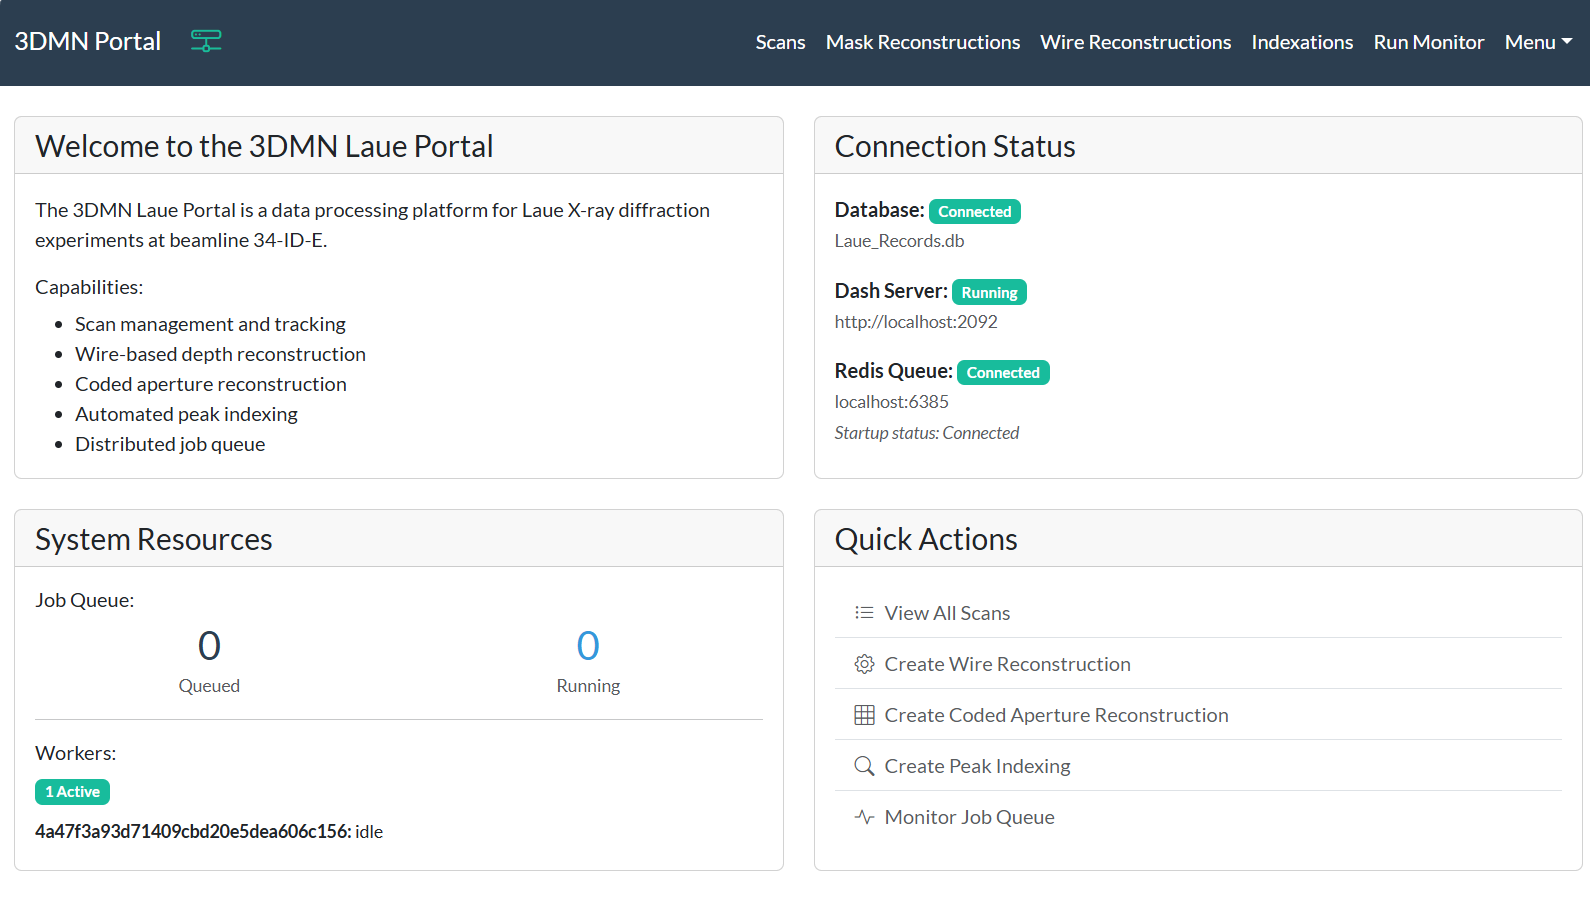 3DMN Portal
Scans Mask Reconstructions Wire Reconstructions Indexations Run Monitor Menu
Welcome to the 3DMN Laue Portal
The 3DMN Laue Portal is a data processing platform for Laue X-ray diffraction
experiments at beamline 34-ID-E.
Capabilities:
Scan management and tracking
Wire-based depth reconstruction
Coded aperture reconstruction
Automated peak indexing
Distributed job queue
Connection Status
Database: Connected
Laue_Records.db
Dash Server: Running
http://localhost:2092
Redis Queue: Connected
localhost:6385
Startup status: Connected
System Resources
Job Queue:
0 0
Queued Running
Workers:
1 Active
4a47f3a93d71409cbd20e5dea606c156: idle
Quick Actions
View All Scans
Create Wire Reconstruction
Create Coded Aperture Reconstruction
Create Peak Indexing
Monitor Job Queue